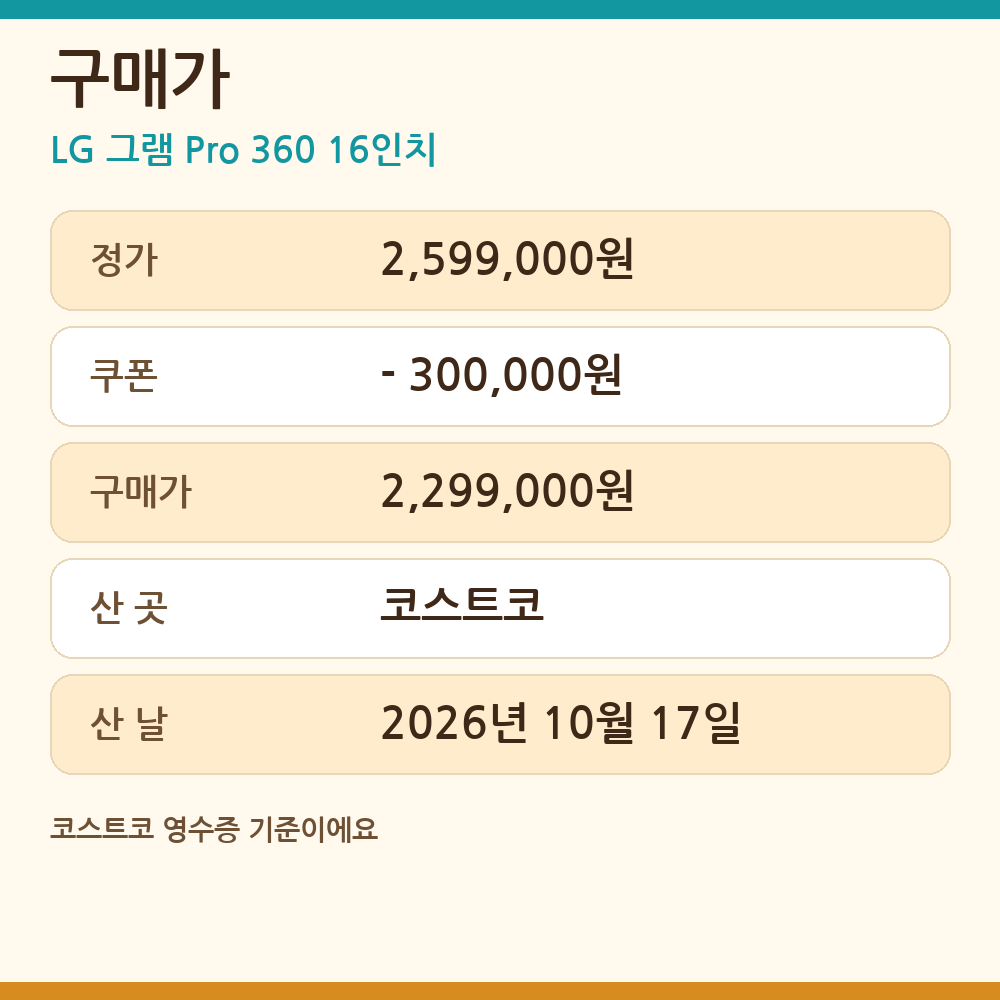 구매가
LG 그램 Pro 360 16인치
정가 2,599,000원
쿠폰 - 300,000원
구매가 2,299,000원
산 곳 코스트코
산 날 2026년 10월 17일
코스트코 영수증 기준이에요